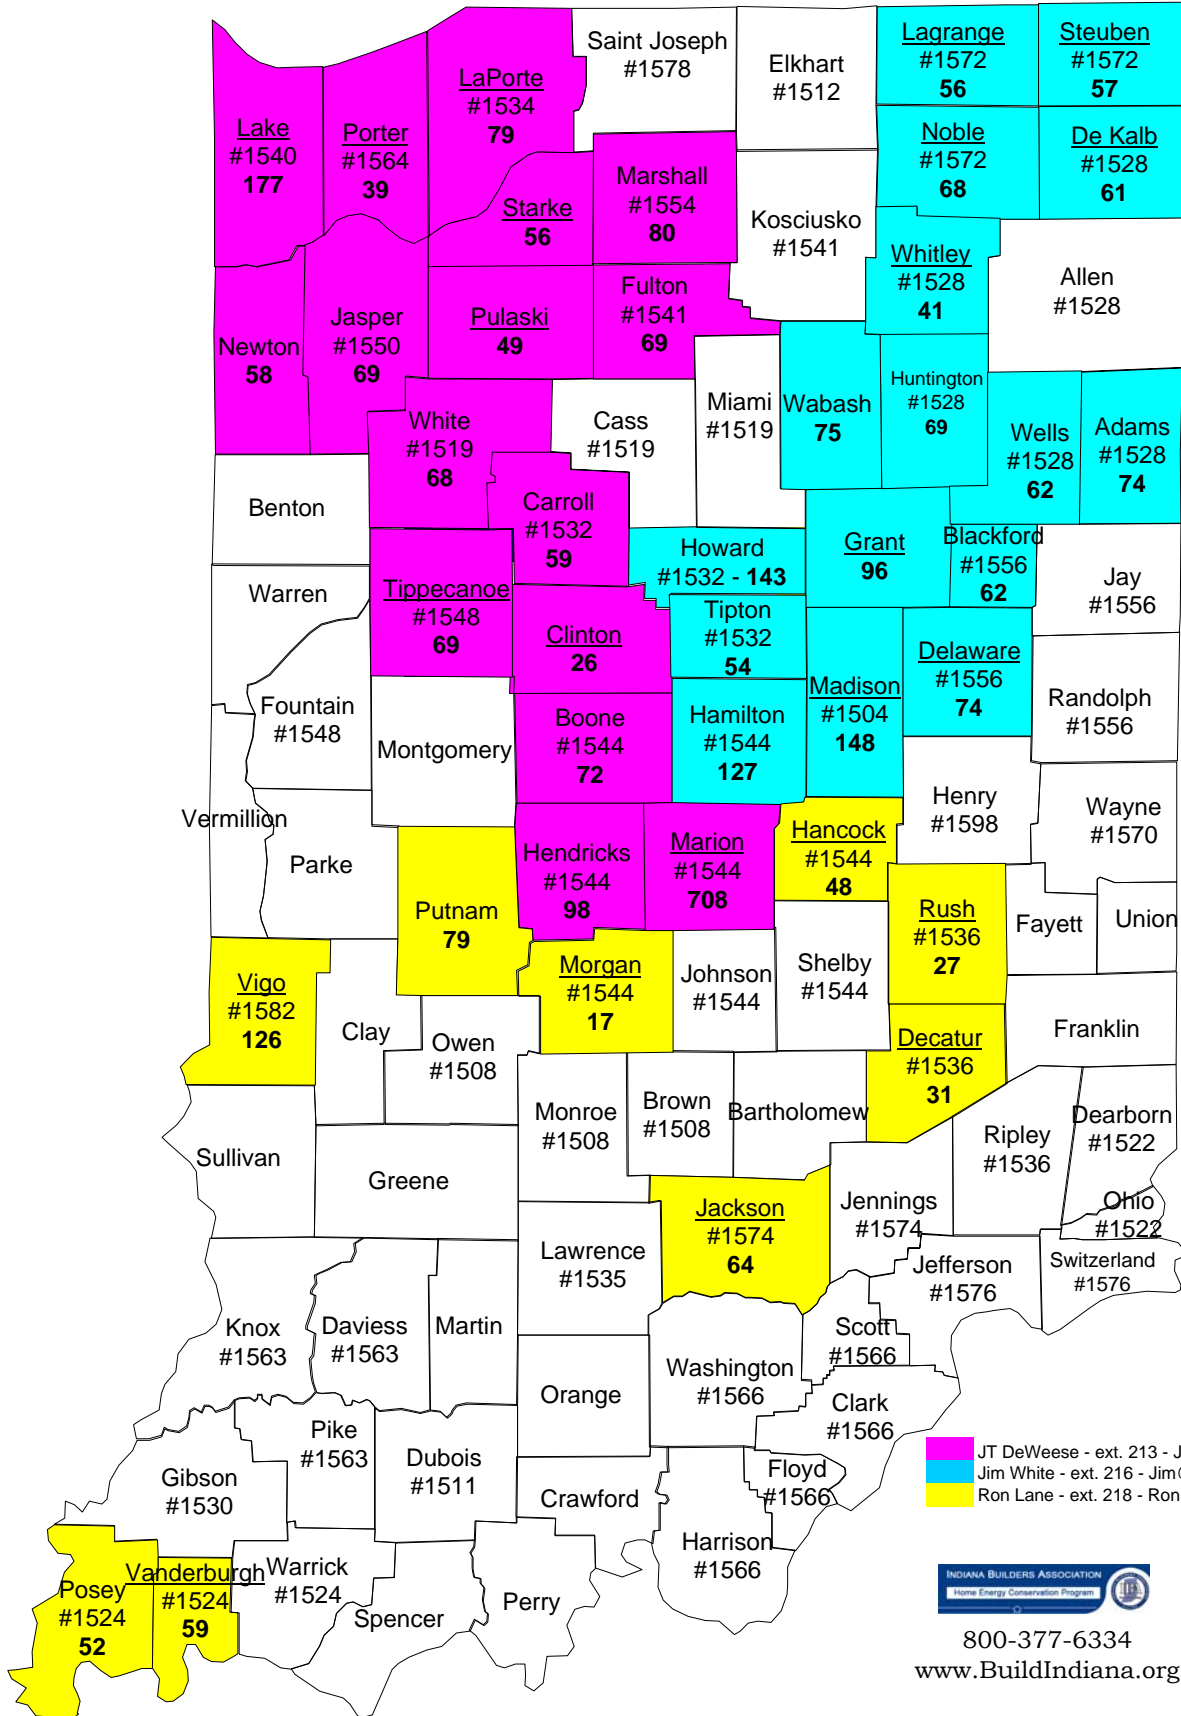 Saint Joseph
#1578
Elkhart
#1512
Lagrange
#1572
56
Steuben
#1572
57
LaPorte
#1534
79
Lake
#1540
177
Porter
#1564
39
Noble
#1572
68
De Kalb
#1528
61
Marshall
#1554
80
Starke
56
Kosciusko
#1541
Whitley
#1528
41
Allen
#1528
Fulton
#1541
69
Jasper
#1550
69
Pulaski
49
Newton
58
Huntington
#1528
69
Miami
#1519
Wabash
75
White
#1519
68
Cass
#1519
Wells
#1528
62
Adams
#1528
74
Benton
Carroll
#1532
59
Howard
#1532 - 143
Grant
96
Blackford
#1556
62
Jay
#1556
Warren
Tippecanoe
#1548
69
Clinton
26
Tipton
#1532
54
Delaware
#1556
74
Madison
#1504
148
Randolph
#1556
Fountain
#1548
Montgomery
Boone
#1544
72
Hamilton
#1544
127
Henry
#1598
Wayne
#1570
Vermillion
Parke
Hendricks
#1544
98
Marion
#1544
708
Hancock
#1544
48
Putnam
79
Rush
#1536
27
Fayett
Union
Vigo
#1582
126
Morgan
#1544
17
Johnson
#1544
Shelby
#1544
Clay
Owen
#1508
Decatur
#1536
31
Franklin
Monroe
#1508
Brown
#1508
Bartholomew
Ripley
#1536
Dearborn
#1522
Sullivan
Greene
Jackson
#1574
64
Jennings
#1574
Ohio
#1522
Lawrence
#1535
Jefferson
#1576
Switzerland
#1576
Knox
#1563
Daviess
#1563
Martin
Scott
#1566
Washington
#1566
Orange
Clark
#1566
Pike
#1563
Dubois
#1511
Gibson
#1530
Crawford
Floyd
#1566
Harrison
#1566
JT DeWeese - ext. 213 - J
Jim White - ext. 216 - Jim
Ron Lane - ext. 218 - Ron
Posey
#1524
52
Vanderburgh
#1524
59
Warrick
#1524
Spencer
Perry
INDIANA BUILDERS ASSOCIATION
Home Energy Conservation Program
800-377-6334
www.BuildIndiana.org